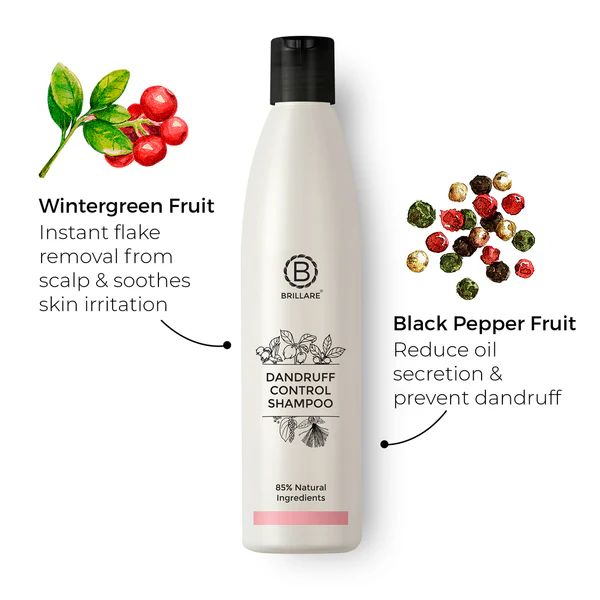 Wintergreen Fruit
Instant flake
removal from
scalp & soothes
skin irritation
B
BRILLARE®
DANDRUFF
CONTROL
SHAMPOO
85% Natural
Ingredients
Black Pepper Fruit
Reduce oil
secretion &
prevent dandruff